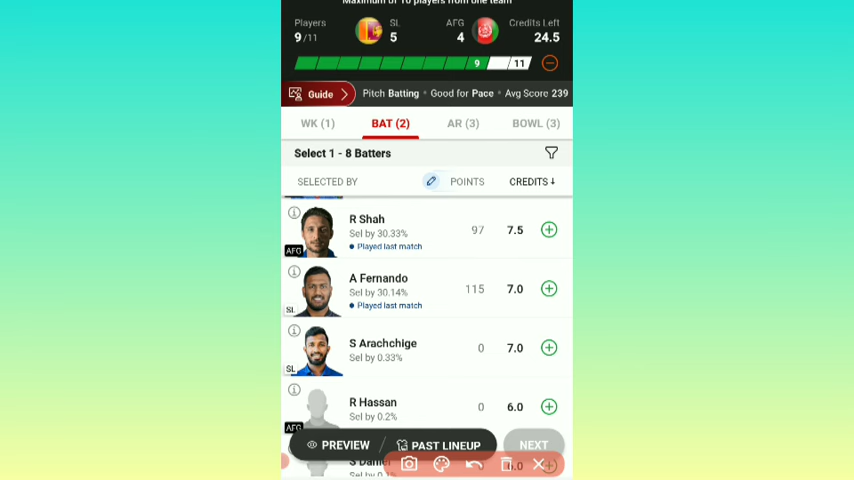 Maximum of 10 players from one team
Players SL AFG Credits Left
9/11 5 4 24.5
9 11
Guide Pitch Batting • Good for Pace • Avg Score 239
WK (1) BAT (2) AR (3) BOWL (3)
Select 1 - 8 Batters
SELECTED BY POINTS CREDITS↓
R Shah
Sel by 30.33% 97 7.5
Played last match
AFG
A Fernando
Sel by 30.14% 115 7.0
Played last match
SL
S Arachchige
Sel by 0.33% 0 7.0
SL
R Hassan
Sel by 0.2% 0 6.0
AFG
PREVIEW / PAST LINEUP NEXT